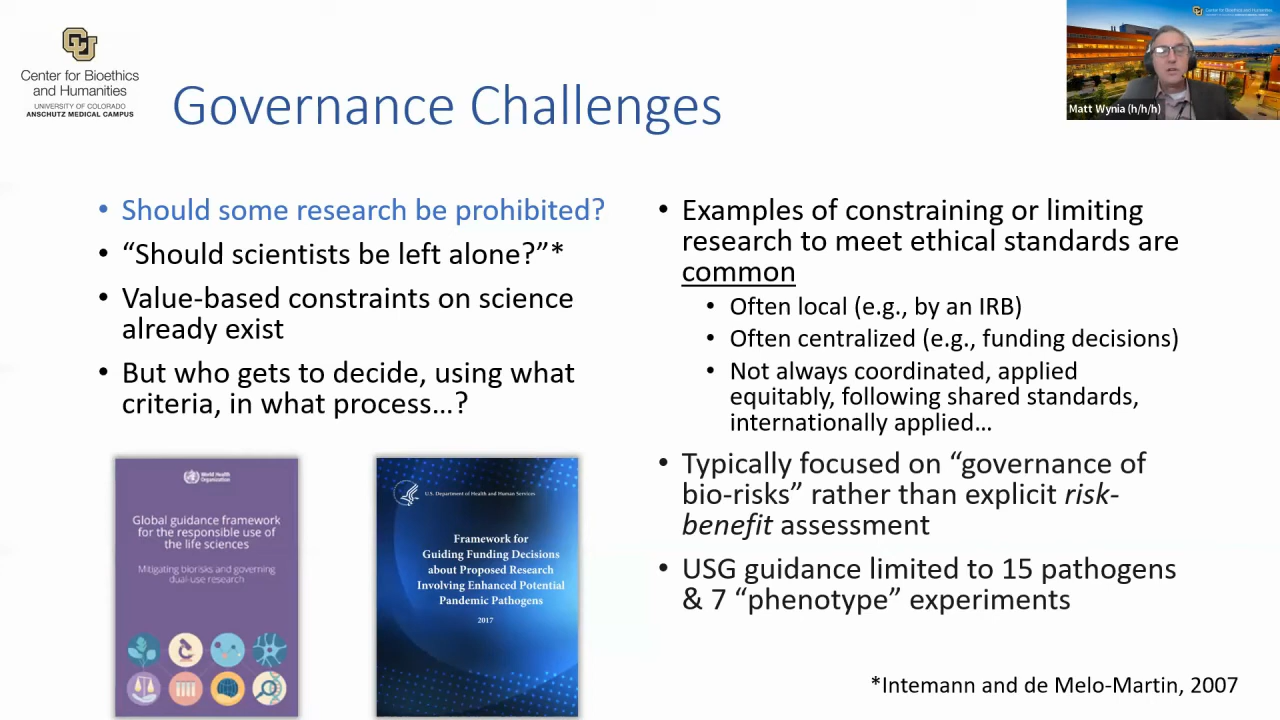 CU
Center for Bioethics
and Humanities
UNIVERSITY OF COLORADO
ANSCHUTZ MEDICAL CAMPUS
Governance Challenges
Center for Bioethics and Humanities
Matt Wynia (h/h/h)
• Should some research be prohibited?
• “Should scientists be left alone?”*
• Value-based constraints on science
already exist
• But who gets to decide, using what
criteria, in what process…?
World Health
Organization
Global guidance framework
for the responsible use of
the life sciences
Mitigating biorisks and governing
dual-use research
U.S. Department of Health and Human Services
Framework for
Guiding Funding Decisions
about Proposed Research
Involving Enhanced Potential
Pandemic Pathogens
2017
• Examples of constraining or limiting
research to meet ethical standards are
common
• Often local (e.g., by an IRB)
• Often centralized (e.g., funding decisions)
• Not always coordinated, applied
equitably, following shared standards,
internationally applied…
• Typically focused on “governance of
bio-risks” rather than explicit risk-
benefit assessment
• USG guidance limited to 15 pathogens
& 7 “phenotype” experiments
*Intemann and de Melo-Martin, 2007